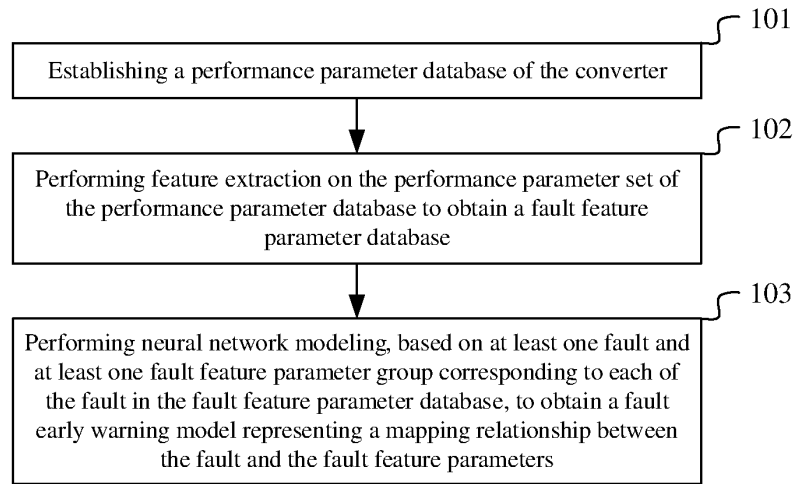 101
Establishing a performance parameter database of the converter
102
Performing feature extraction on the performance parameter set of
the performance parameter database to obtain a fault feature
parameter database
103
Performing neural network modeling, based on at least one fault and
at least one fault feature parameter group corresponding to each of
the fault in the fault feature parameter database, to obtain a fault
early warning model representing a mapping relationship between
the fault and the fault feature parameters